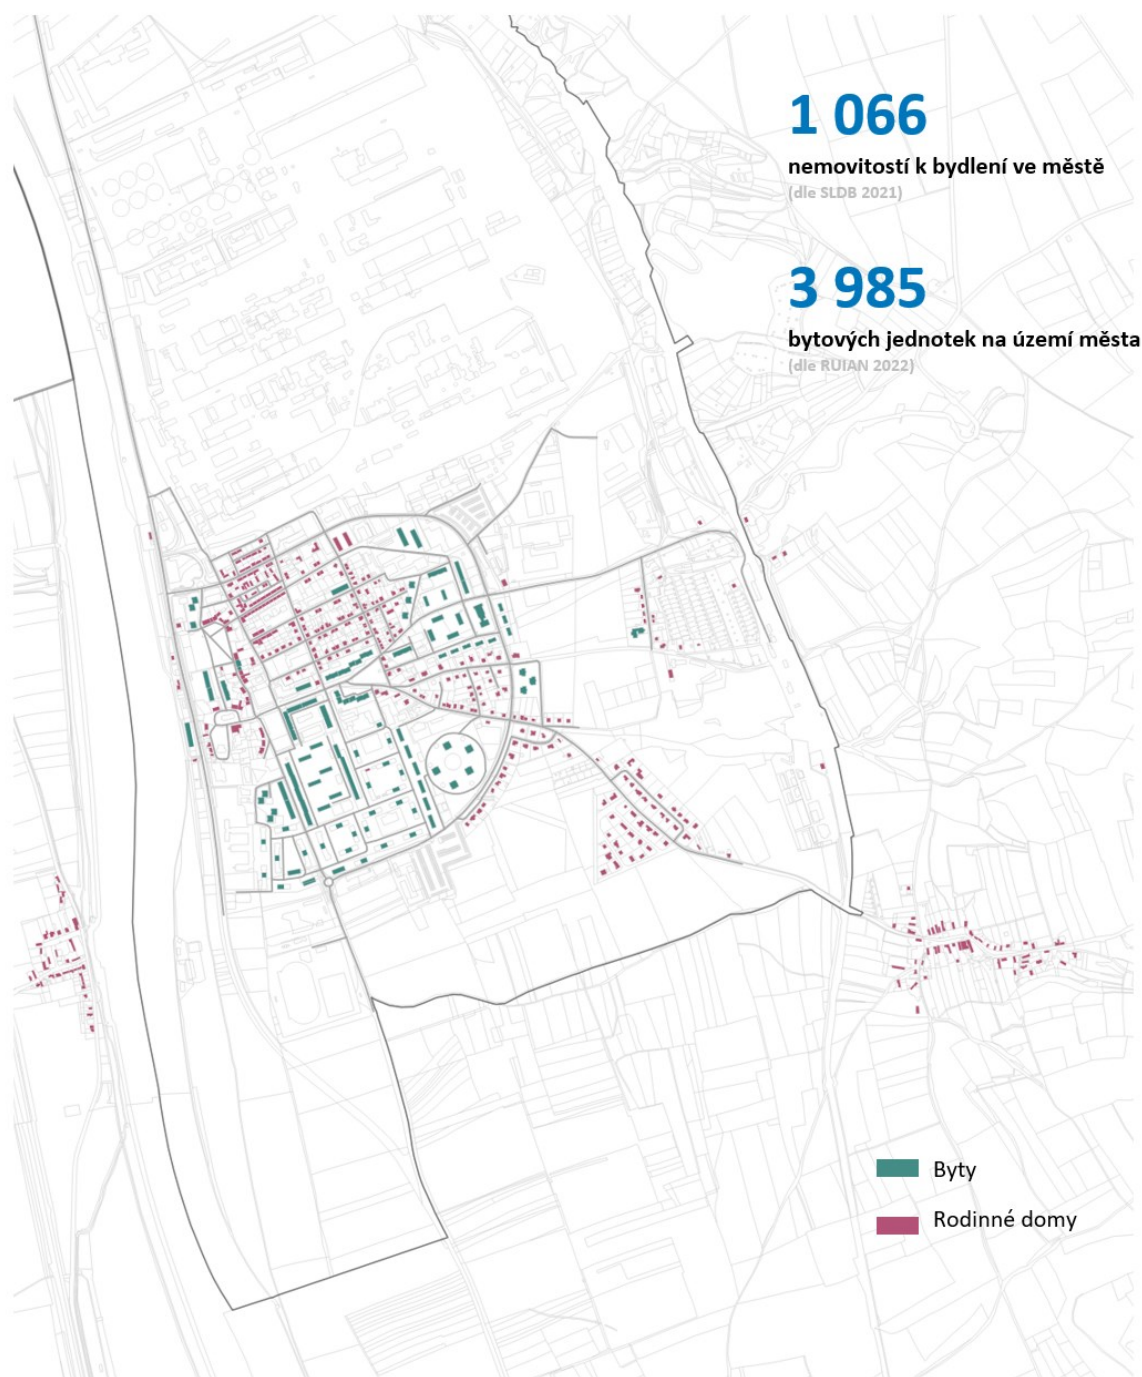 1 066
nemovitostí k bydlení ve městě
(dle SLDB 2021)
3 985
bytových jednotek na území města
(dle RUIAN 2022)
Byty
Rodinné domy